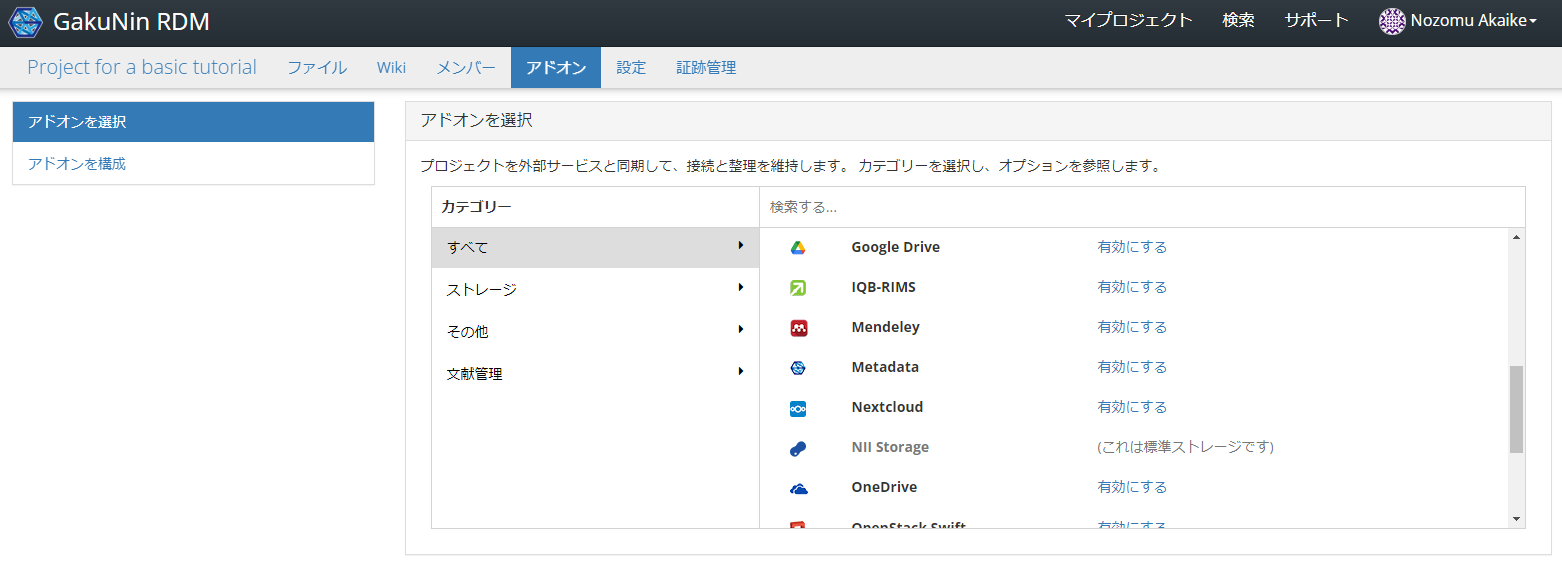 GakuNin RDM マイプロジェクト 検索 サポート Nozomu Akaike
Project for a basic tutorial ファイル Wiki メンバー アドオン 設定 証跡管理
アドオンを選択
アドオンを構成
アドオンを選択
プロジェクトを外部サービスと同期して、接続と整理を維持します。 カテゴリーを選択し、オプションを参照します。
カテゴリー
すべて
ストレージ
その他
文献管理
検索する...
Google Drive 有効にする
IQB-RIMS 有効にする
Mendeley 有効にする
Metadata 有効にする
Nextcloud 有効にする
NII Storage (これは標準ストレージです)
OneDrive 有効にする
OpenStack Swift 有効にする